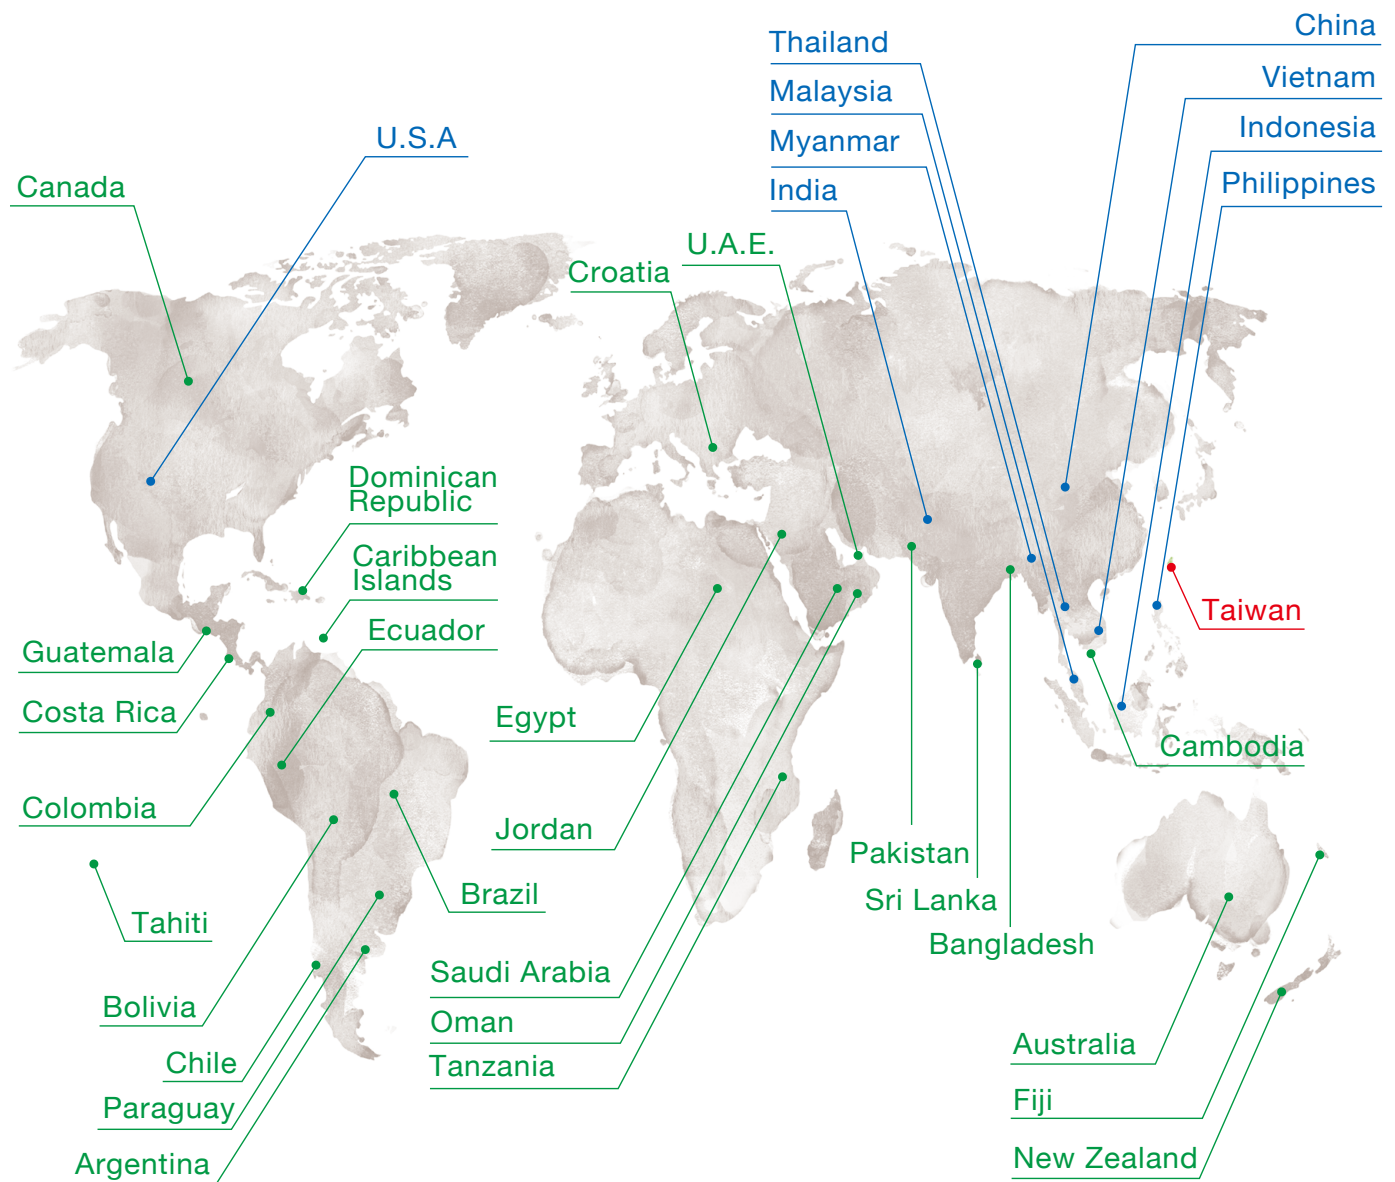 China
Thailand
Vietnam
Malaysia
Indonesia
Myanmar
U.S.A
Philippines
Canada
India
U.A.E.
Croatia
Dominican
Republic
Caribbean
Islands
Taiwan
Ecuador
Guatemala
Costa Rica
Egypt
Cambodia
Colombia
Jordan
Pakistan
Brazil
Sri Lanka
Tahiti
Bangladesh
Saudi Arabia
Bolivia
Oman
Australia
Chile
Tanzania
Fiji
Paraguay
New Zealand
Argentina